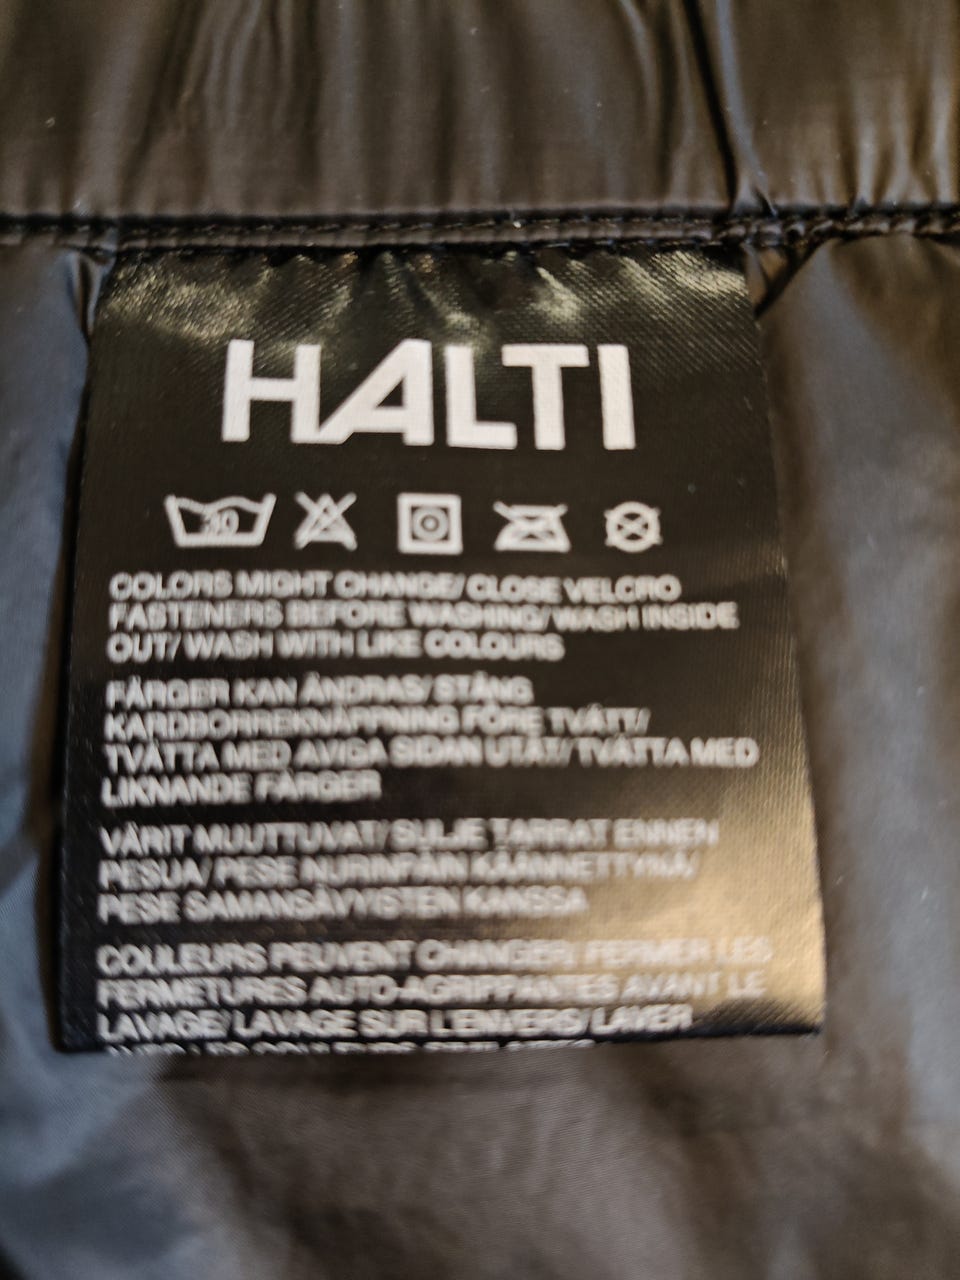 HALTI
30
COLORS MIGHT CHANGE/ CLOSE VELCRO
FASTENERS BEFORE WASHING/ WASH INSIDE
OUT/ WASH WITH LIKE COLOURS
FÄRGER KAN ÄNDRAS/ STÄNG
KARDBORREKNÄPPNING FÖRE TVÄTT/
TVÄTTA MED AVIGA SIDAN UTÅT/ TVÄTTA MED
LIKNANDE FÄRGER
VÄRIT MUUTTUVAT/ SULJE TARRAT ENNEN
PESUA/ PESE NURINPÄIN KÄÄNNETTYNÄ/
PESE SAMANSÄVYISTEN KANSSA
COULEURS PEUVENT CHANGER/ FERMER LES
FERMETURES AUTO-AGRIPPANTES AVANT LE
LAVAGE/ LAVAGE SUR L'ENVERS/ LAVER